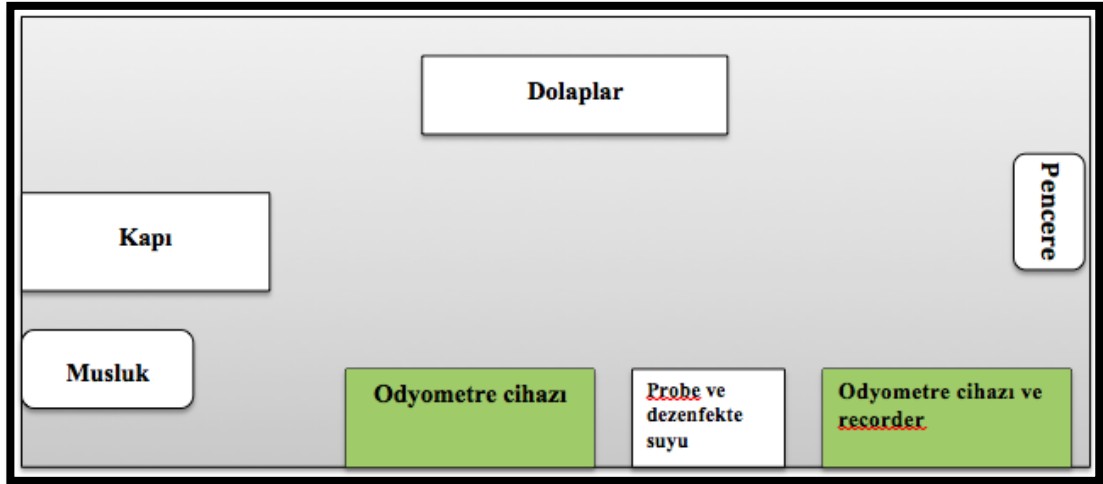 Dolaplar
Pencere
Kapı
Musluk
Odyometre cihazı
Probe ve
dezenfekte
suyu
Odyometre cihazı ve
recorder